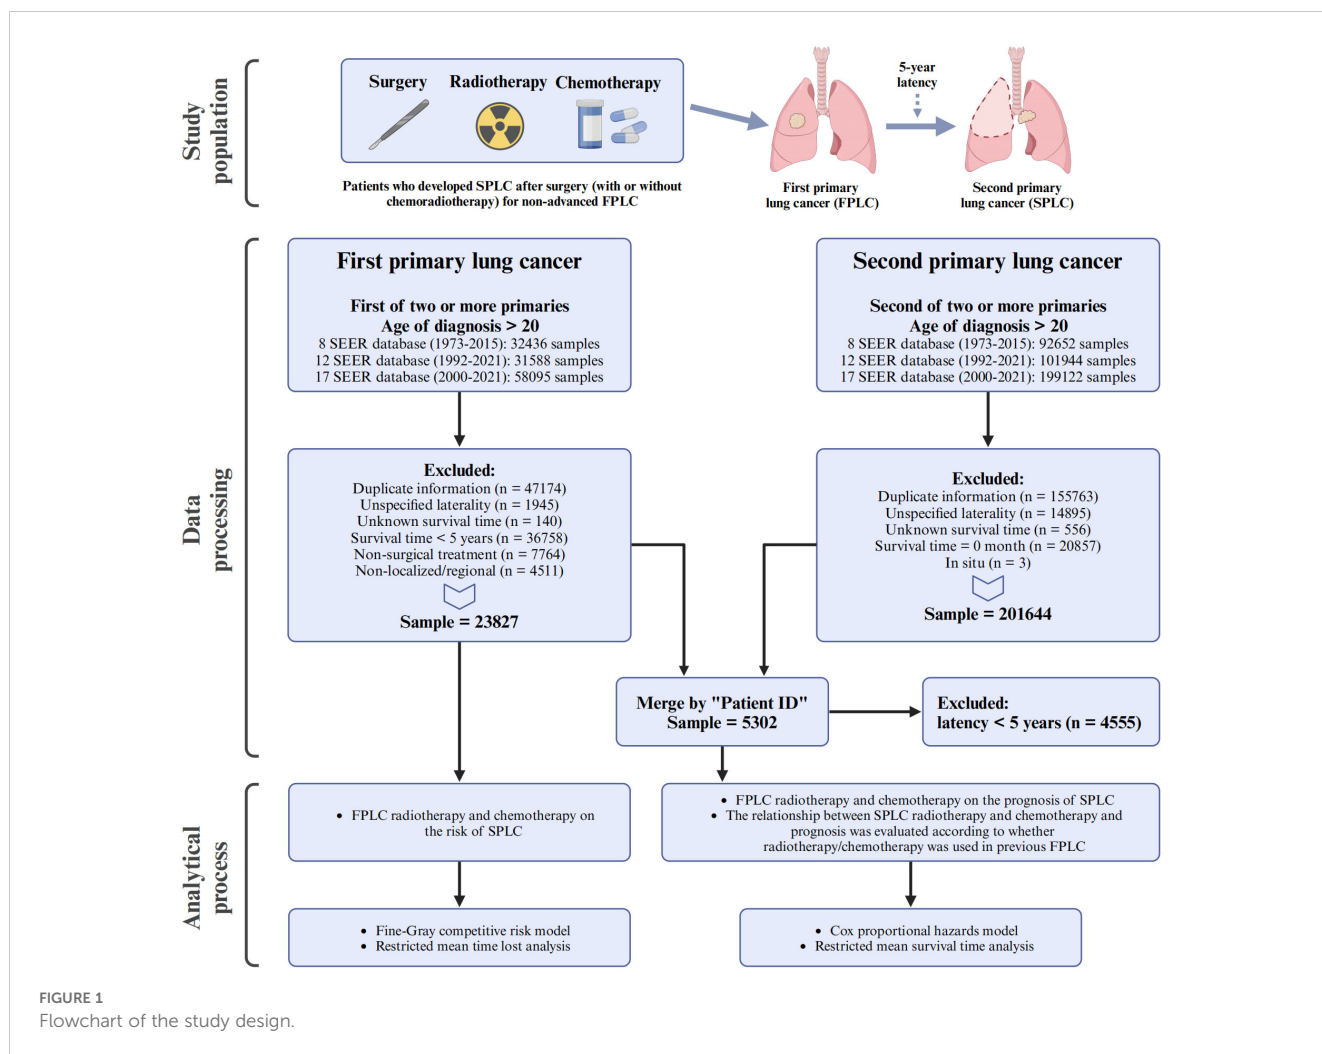 Study
population
Surgery
Radiotherapy
Chemotherapy
Patients who developed SPLC after surgery (with or without
chemoradiotherapy) for non-advanced FPLC
First primary
lung cancer (FPLC)
5-year
latency
Second primary
lung cancer (SPLC)
Data
processing
First primary lung cancer
First of two or more primaries
Age of diagnosis > 20
8 SEER database (1973-2015): 32436 samples
12 SEER database (1992-2021): 31588 samples
17 SEER database (2000-2021): 58095 samples
Second primary lung cancer
Second of two or more primaries
Age of diagnosis > 20
8 SEER database (1973-2015): 92652 samples
12 SEER database (1992-2021): 101944 samples
17 SEER database (2000-2021): 199122 samples
Excluded:
Duplicate information (n = 47174)
Unspecified laterality (n = 1945)
Unknown survival time (n = 140)
Survival time < 5 years (n = 36758)
Non-surgical treatment (n = 7764)
Non-localized/regional (n = 4511)
Sample = 23827
Excluded:
Duplicate information (n = 155763)
Unspecified laterality (n = 14895)
Unknown survival time (n = 556)
Survival time = 0 month (n = 20857)
In situ (n = 3)
Sample = 201644
Merge by "Patient ID"
Sample = 5302
Excluded:
latency < 5 years (n = 4555)
Analytical
process
• FPLC radiotherapy and chemotherapy on
the risk of SPLC
• FPLC radiotherapy and chemotherapy on the prognosis of SPLC
• The relationship between SPLC radiotherapy and chemotherapy and
prognosis was evaluated according to whether
radiotherapy/chemotherapy was used in previous FPLC
• Fine-Gray competitive risk model
• Restricted mean time lost analysis
• Cox proportional hazards model
• Restricted mean survival time analysis
FIGURE 1
Flowchart of the study design.